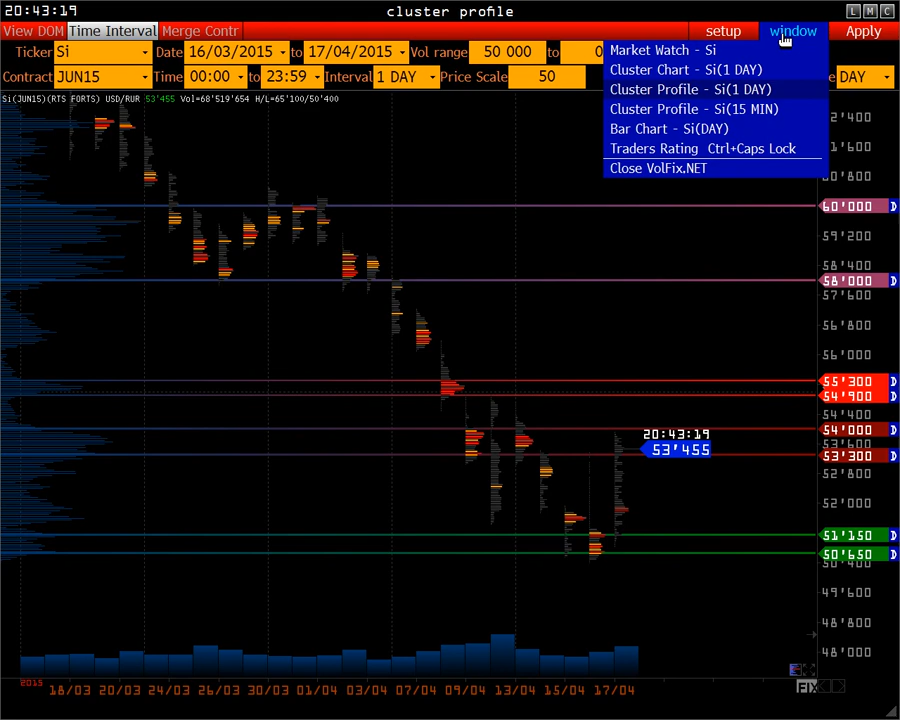 20:43:19 cluster profile L M C
View DOM Time Interval Merge Contr setup window Apply
Ticker Si Date 16/03/2015 to 17/04/2015 Vol range 50 000 to 0
Contract JUN15 Time 00:00 to 23:59 Interval 1 DAY Price Scale 50 DAY
Market Watch - Si
Cluster Chart - Si(1 DAY)
Cluster Profile - Si(1 DAY)
Cluster Profile - Si(15 MIN)
Bar Chart - Si(DAY)
Traders Rating Ctrl+Caps Lock
Close VolFix.NET
Si(JUN15)(RTS FORTS) USD/RUR 53'455 Vol=68'519'654 H/L=65'100/50'400
60'000 D
59'200
58'400
58'000 D
57'600
56'800
56'000
55'300 D
54'900 D
54'400
54'000 D
20:43:19
53'455
53'300 D
52'800
52'000
51'150 D
50'650 D
50'400
49'600
48'800
48'000
2015
18/03 20/03 24/03 26/03 30/03 01/04 03/04 07/04 09/04 13/04 15/04 17/04
FIX